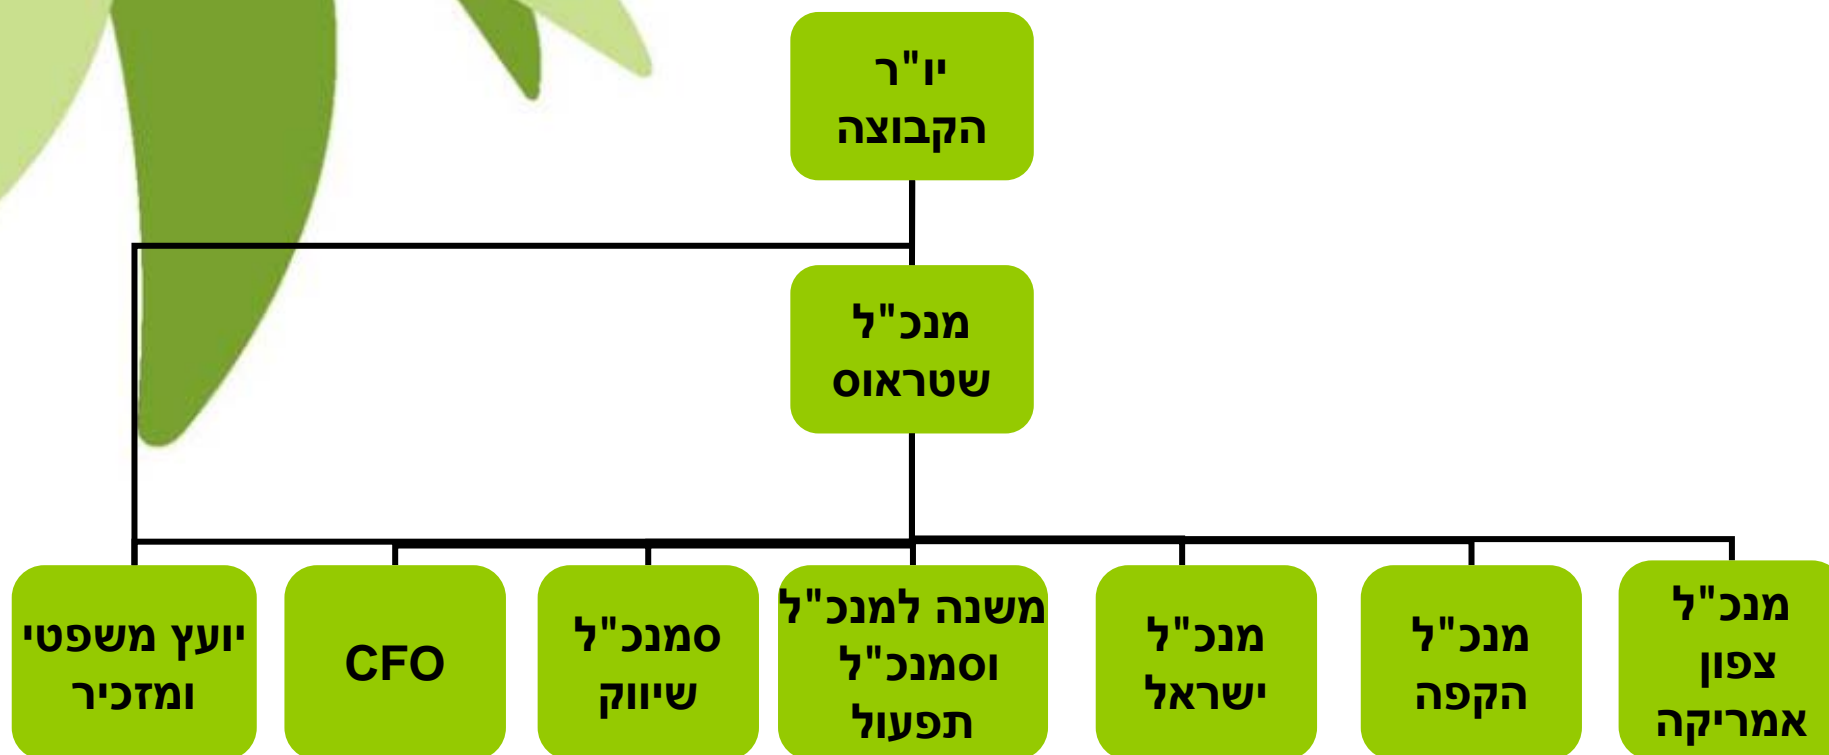 יו"ר
הקבוצה
מנכ"ל
שטראוס
מנכ"ל
צפון
אמריקה
מנכ"ל
הקפה
מנכ"ל
ישראל
משנה למנכ"ל
וסמנכ"ל
תפעול
סמנכ"ל
שיווק
CFO
יועץ משפטי
ומזכיר